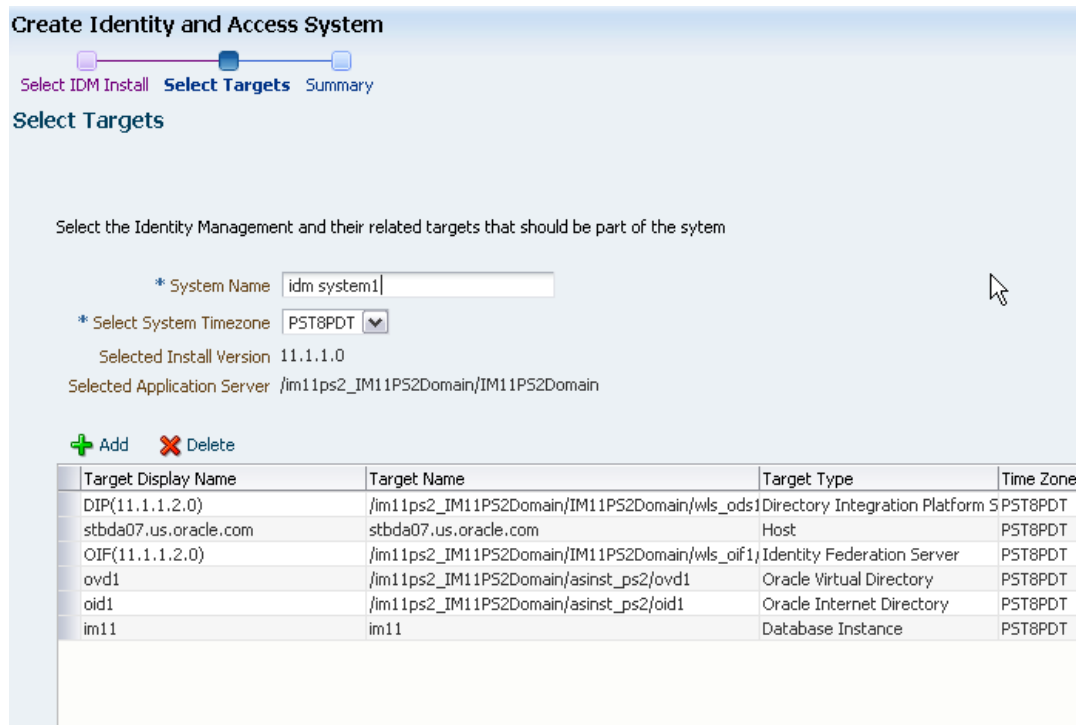 Create Identity and Access System
Select IDM Install Select Targets Summary
Select Targets
Select the Identity Management and their related targets that should be part of the sytem
* System Name idm system1
* Select System Timezone PST8PDT
Selected Install Version 11.1.1.0
Selected Application Server /im11ps2_IM11PS2Domain/IM11PS2Domain
Add Delete
Target Display Name Target Name Target Type Time Zone
DIP(11.1.1.2.0) /im11ps2_IM11PS2Domain/IM11PS2Domain/wls_ods1 Directory Integration Platform S PST8PDT
stbda07.us.oracle.com stbda07.us.oracle.com Host PST8PDT
OIF(11.1.1.2.0) /im11ps2_IM11PS2Domain/IM11PS2Domain/wls_oif1/ Identity Federation Server PST8PDT
ovd1 /im11ps2_IM11PS2Domain/asinst_ps2/ovd1 Oracle Virtual Directory PST8PDT
oid1 /im11ps2_IM11PS2Domain/asinst_ps2/oid1 Oracle Internet Directory PST8PDT
im11 im11 Database Instance PST8PDT